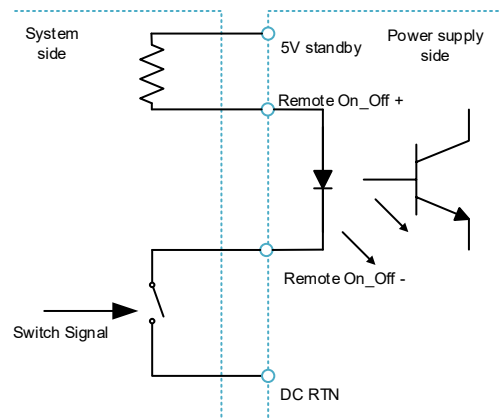 System
side
5V standby
Power supply
side
Remote On_Off +
Remote On_Off -
Switch Signal
DC RTN